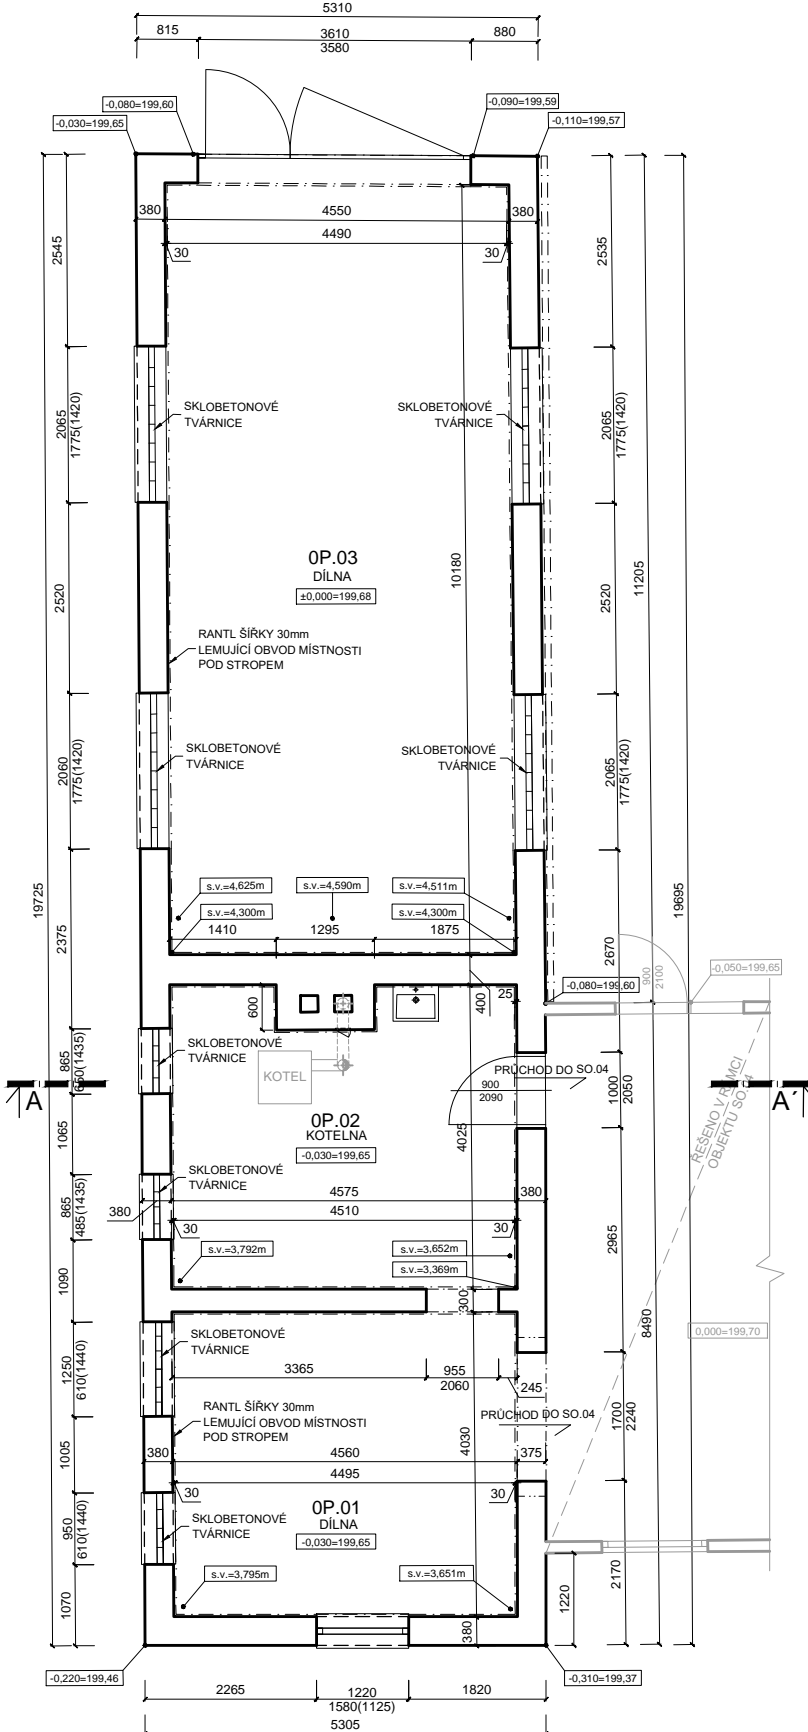 5310
815
3610
3580
880
-0,080=199,60
-0,090=199,59
-0,030=199,65
-0,110=199,57
380
4550
380
4490
30
30
2545
2535
SKLOBETONOVÉ
TVÁRNICE
SKLOBETONOVÉ
TVÁRNICE
2065
1775(1420)
2065
1775(1420)
0P.03
DÍLNA
±0,000=199,68
10180
11205
2520
2520
RANTL ŠÍŘKY 30mm
LEMUJÍCÍ OBVOD MÍSTNOSTI
POD STROPEM
SKLOBETONOVÉ
TVÁRNICE
SKLOBETONOVÉ
TVÁRNICE
2060
1775(1420)
2065
1775(1420)
s.v.=4,625m
s.v.=4,590m
s.v.=4,511m
s.v.=4,300m
s.v.=4,300m
19725
19695
2375
1410
1295
1875
2670
900
2100
-0,050=199,65
-0,080=199,60
600
400
25
SKLOBETONOVÉ
TVÁRNICE
865
660(1435)
KOTEL
PRŮCHOD DO SO.04
900
2090
1000
2050
A
A´
ŘEŠENO V RÁMCI
OBJEKTU SO.04
0P.02
KOTELNA
-0,030=199,65
4025
1065
SKLOBETONOVÉ
TVÁRNICE
865
485(1435)
380
4575
380
4510
30
30
2965
s.v.=3,792m
s.v.=3,652m
s.v.=3,369m
1090
300
8490
0,000=199,70
SKLOBETONOVÉ
TVÁRNICE
1250
610(1440)
3365
955
2060
245
RANTL ŠÍŘKY 30mm
LEMUJÍCÍ OBVOD MÍSTNOSTI
POD STROPEM
PRŮCHOD DO SO.04
1700
2240
4030
1005
380
4560
375
4495
30
30
0P.01
DÍLNA
-0,030=199,65
SKLOBETONOVÉ
TVÁRNICE
950
610(1440)
s.v.=3,795m
s.v.=3,651m
2170
1220
1070
380
-0,220=199,46
-0,310=199,37
2265
1220
1580(1125)
1820
5305